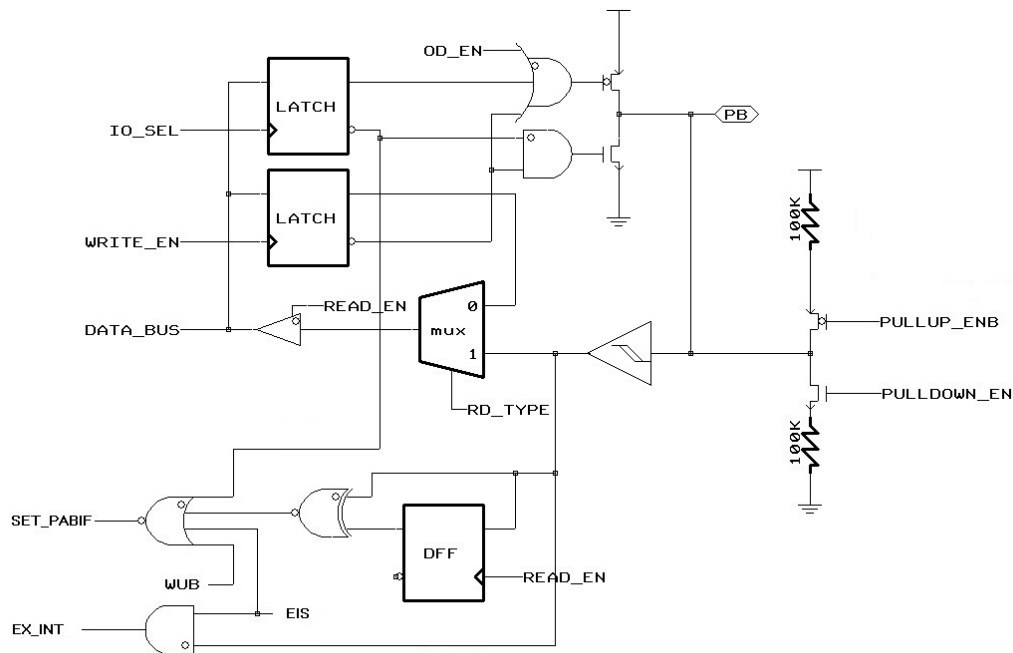 OD_EN
LATCH
PB
IO_SEL
LATCH
100K
WRITE_EN
READ_EN
0
PULLUP_ENB
DATA_BUS
mux
1
PULLDOWN_EN
RD_TYPE
100K
SET_PABIF
DFF
READ_EN
WUB
EIS
EX_INT